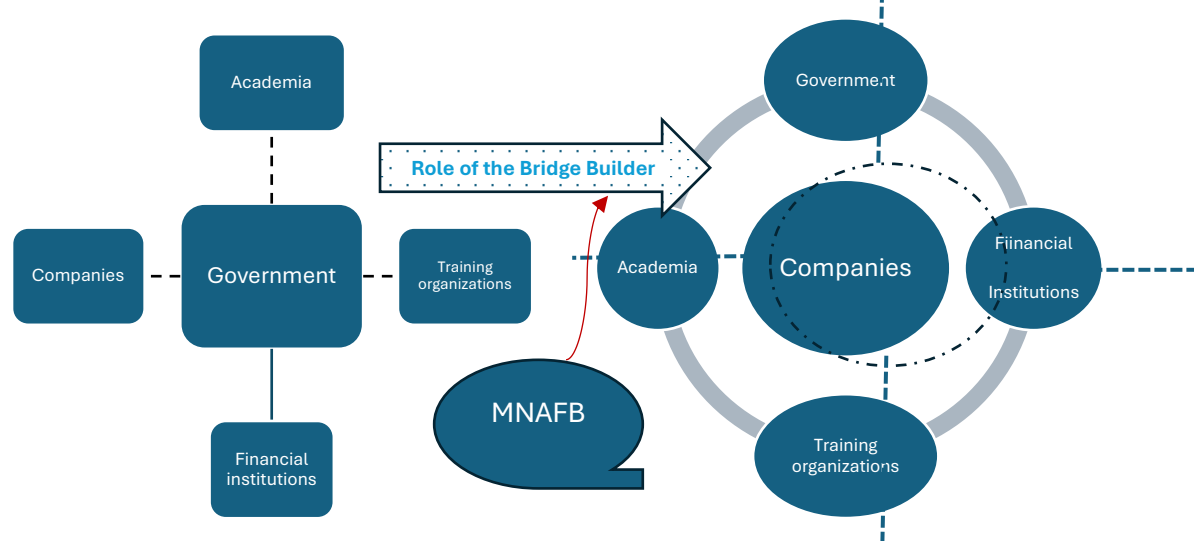 Academia
Companies
Government
Training
organizations
Financial
institutions
Role of the Bridge Builder
MNAFB
Government
Academia
Companies
Fiinancial
Institutions
Training
organizations